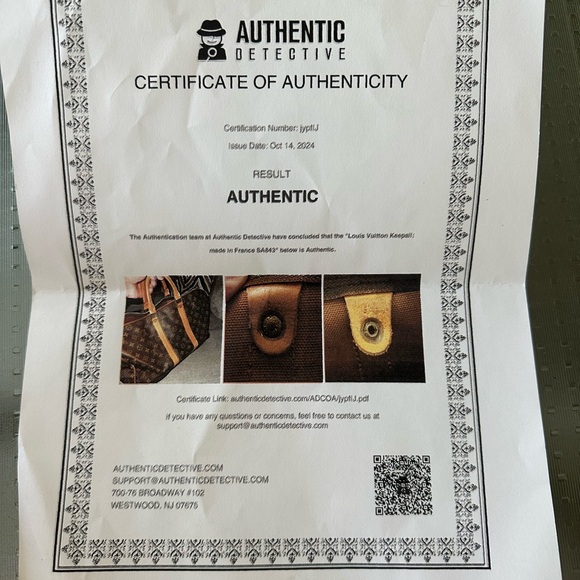 AUTHENTIC
DETECTIVE
CERTIFICATE OF AUTHENTICITY
Certification Number: jypfIJ
Issue Date: Oct 14, 2024
RESULT
AUTHENTIC
The Authentication team at Authentic Detective have concluded that the "Louis Vuitton Keepall:
made in France SA843" below is Authentic.
Certificate Link: authenticdetective.com/ADCOA/jypfIJ.pdf
If you have any questions or concerns, feel free to contact us at
support@authenticdetective.com
AUTHENTICDETECTIVE.COM
SUPPORT@AUTHENTICDETECTIVE.COM
700-76 BROADWAY #102
WESTWOOD, NJ 07675